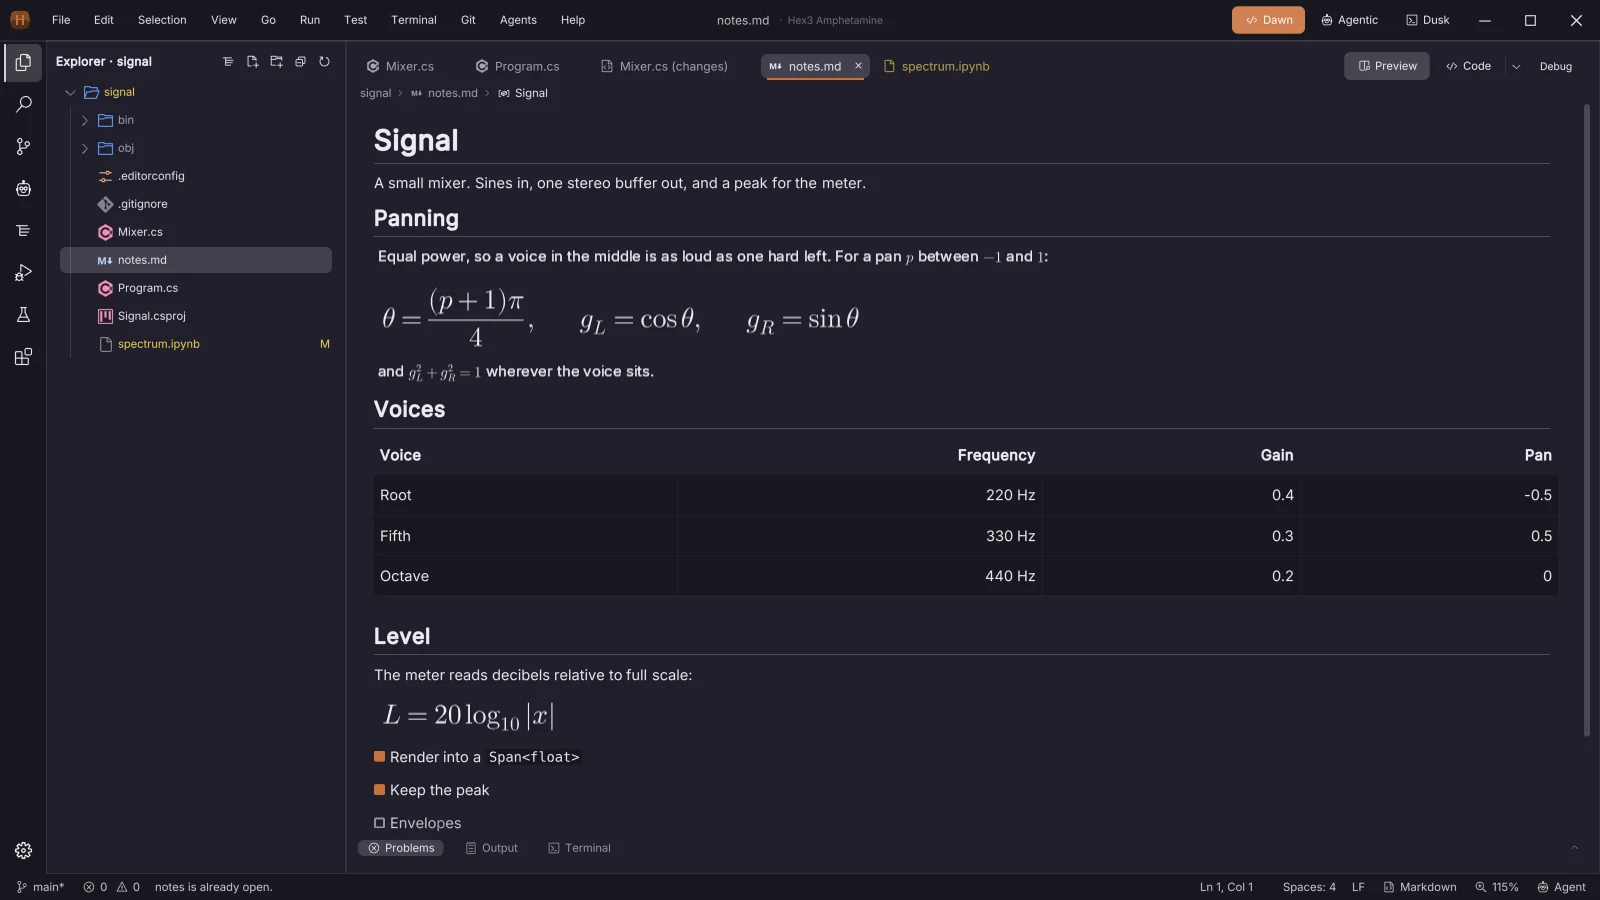 H File Edit Selection View Go Run Test Terminal Git Agents Help notes.md · Hex3 Amphetamine Dawn Agentic Dusk
Explorer · signal
signal
bin
obj
.editorconfig
.gitignore
Mixer.cs
M↓ notes.md
Program.cs
Signal.csproj
spectrum.ipynb M
Mixer.cs Program.cs Mixer.cs (changes) M↓ notes.md × spectrum.ipynb Preview Code Debug
signal > M↓ notes.md > Signal
Signal
A small mixer. Sines in, one stereo buffer out, and a peak for the meter.
Panning
Equal power, so a voice in the middle is as loud as one hard left. For a pan p between −1 and 1:
θ = (p + 1)π / 4, g_L = cos θ, g_R = sin θ
and g_L^2 + g_R^2 = 1 wherever the voice sits.
Voices
Voice Frequency Gain Pan
Root 220 Hz 0.4 -0.5
Fifth 330 Hz 0.3 0.5
Octave 440 Hz 0.2 0
Level
The meter reads decibels relative to full scale:
L = 20 log₁₀ |x|
Render into a Span<float>
Keep the peak
Envelopes
Problems Output Terminal
main* 0 0 notes is already open. Ln 1, Col 1 Spaces: 4 LF Markdown 115% Agent